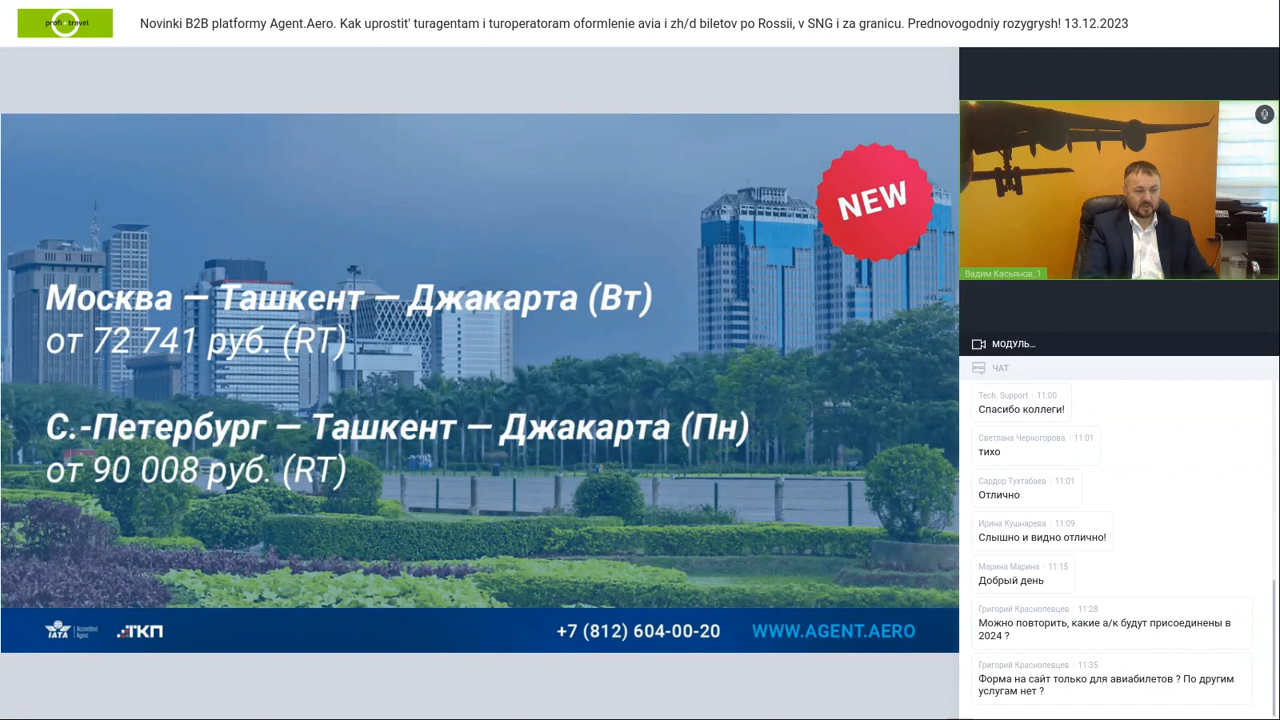 profi travel
Novinki B2B platformy Agent.Aero. Kak uprostit' turagentam i turoperatoram oformlenie avia i zh/d biletov po Rossii, v SNG i za granicu. Prednovogodniy rozygrysh! 13.12.2023
NEW
Москва — Ташкент — Джакарта (Вт)
от 72 741 руб. (RT)
С.-Петербург — Ташкент — Джакарта (Пн)
от 90 008 руб. (RT)
IATA Accredited Agent
ТКП
+7 (812) 604-00-20
WWW.AGENT.AERO
Вадим Касьянов_1
МОДУЛЬ...
ЧАТ
Tech. Support 11:00
Спасибо коллеги!
Светлана Черногорова 11:01
тихо
Сардор Тухтабаев 11:01
Отлично
Ирина Кушнарева 11:09
Слышно и видно отлично!
Марина Марина 11:15
Добрый день
Григорий Краснопевцев 11:28
Можно повторить, какие а/к будут присоединены в
2024 ?
Григорий Краснопевцев 11:35
Форма на сайт только для авиабилетов ? По другим
услугам нет ?